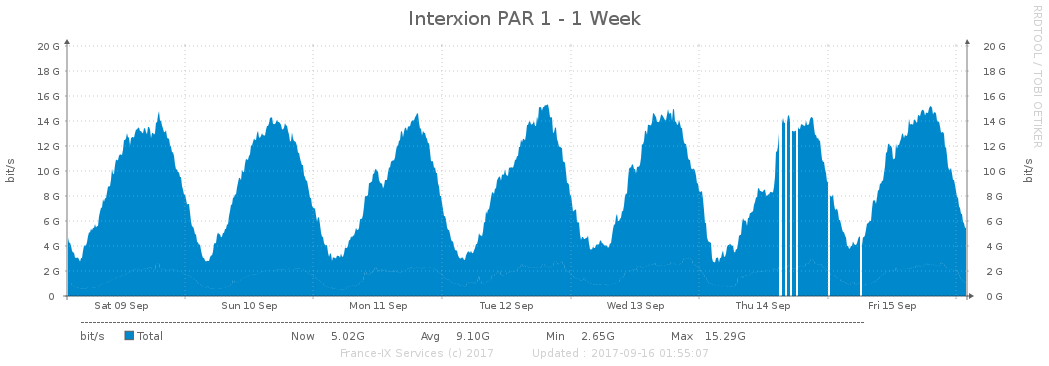 Interxion PAR 1 - 1 Week
RRDTOOL / TOBI OETIKER
20 G 20 G
18 G 18 G
16 G 16 G
14 G 14 G
12 G 12 G
10 G 10 G
8 G 8 G
6 G 6 G
4 G 4 G
2 G 2 G
0 0 G
bit/s
bit/s
Sat 09 Sep Sun 10 Sep Mon 11 Sep Tue 12 Sep Wed 13 Sep Thu 14 Sep Fri 15 Sep
bit/s Total Now 5.02G Avg 9.10G Min 2.65G Max 15.29G
France-IX Services (c) 2017 Updated : 2017-09-16 01:55:07